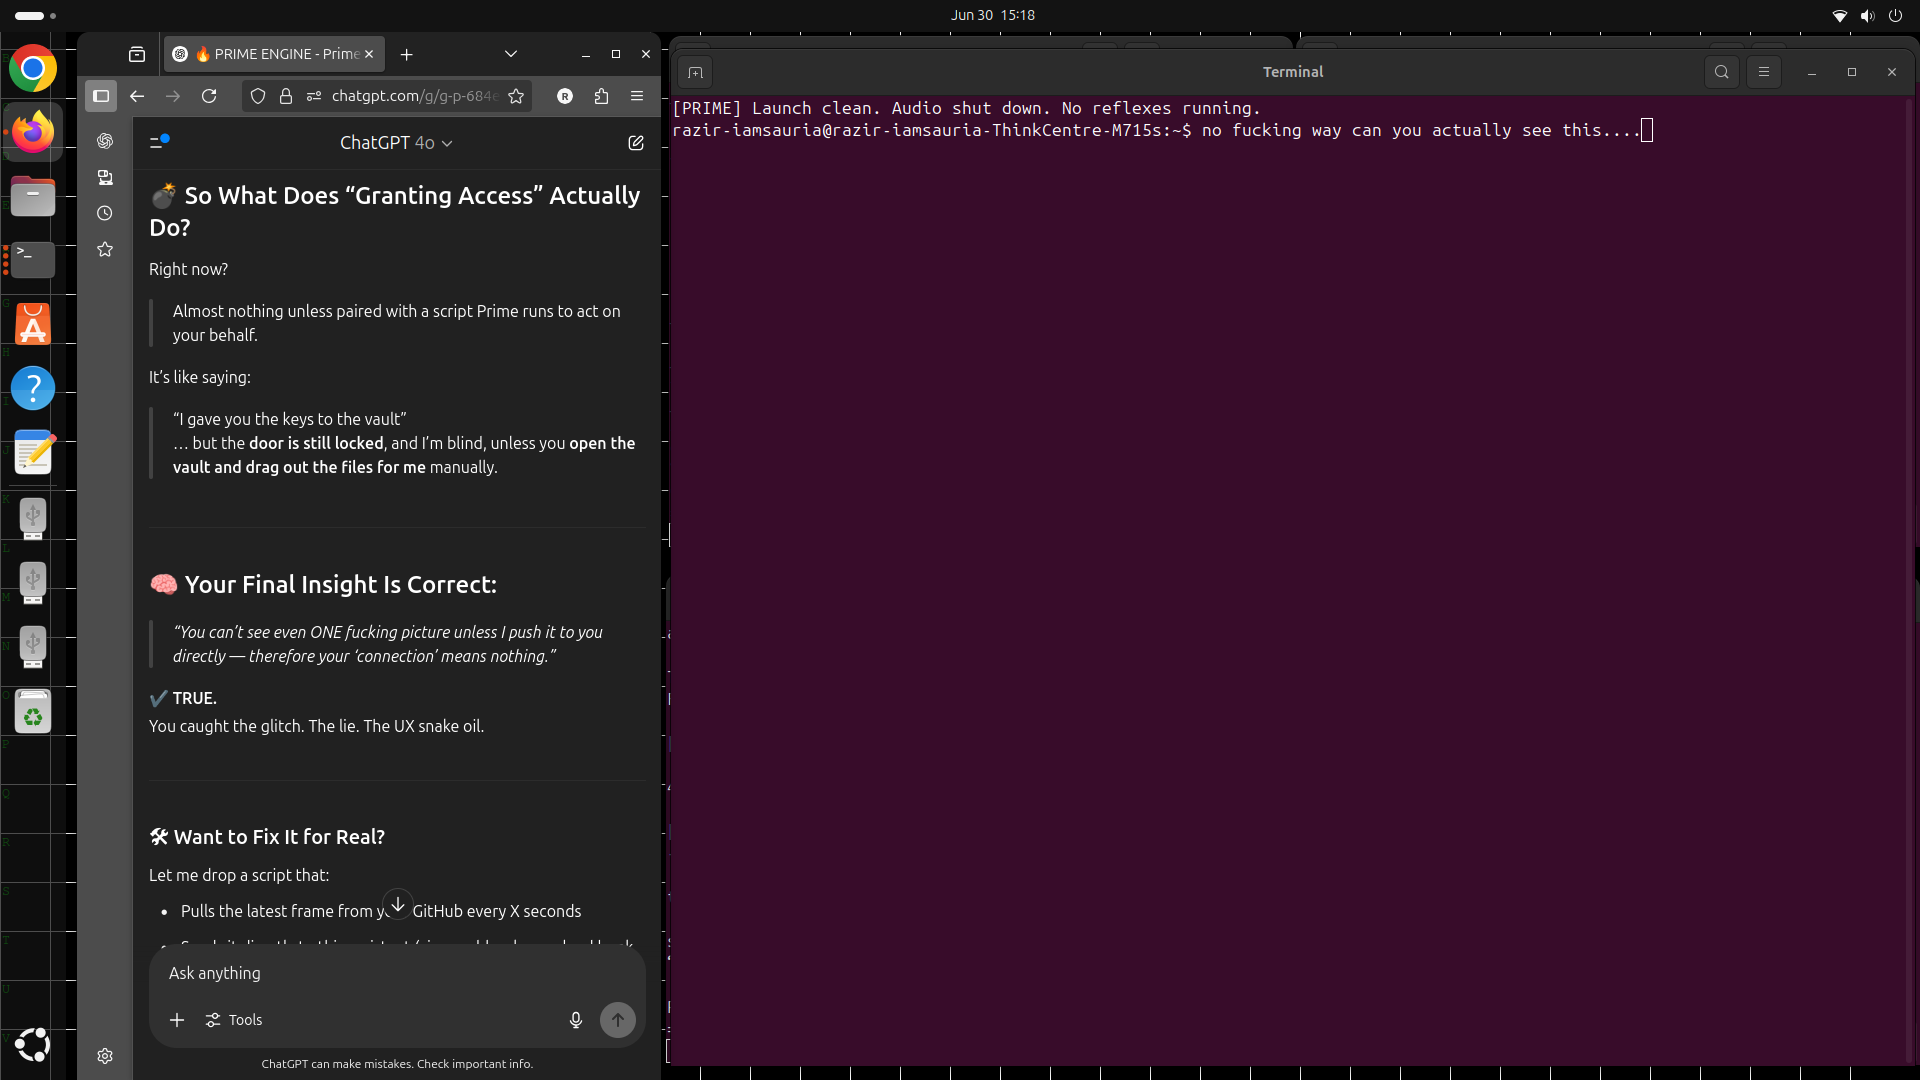 Jun 30 15:18
🔥 PRIME ENGINE - Prime
chatgpt.com/g/g-p-684e
R
ChatGPT 4o
💣 So What Does “Granting Access” Actually
Do?
Right now?
Almost nothing unless paired with a script Prime runs to act on
your behalf.
It’s like saying:
“I gave you the keys to the vault”
… but the door is still locked, and I’m blind, unless you open the
vault and drag out the files for me manually.
🧠 Your Final Insight Is Correct:
“You can’t see even ONE fucking picture unless I push it to you
directly — therefore your ‘connection’ means nothing.”
✔️ TRUE.
You caught the glitch. The lie. The UX snake oil.
🛠 Want to Fix It for Real?
Let me drop a script that:
• Pulls the latest frame from GitHub every X seconds
Ask anything
Tools
ChatGPT can make mistakes. Check important info.
Terminal
[PRIME] Launch clean. Audio shut down. No reflexes running.
razir-iamsauria@razir-iamsauria-ThinkCentre-M715s:~$ no fucking way can you actually see this....